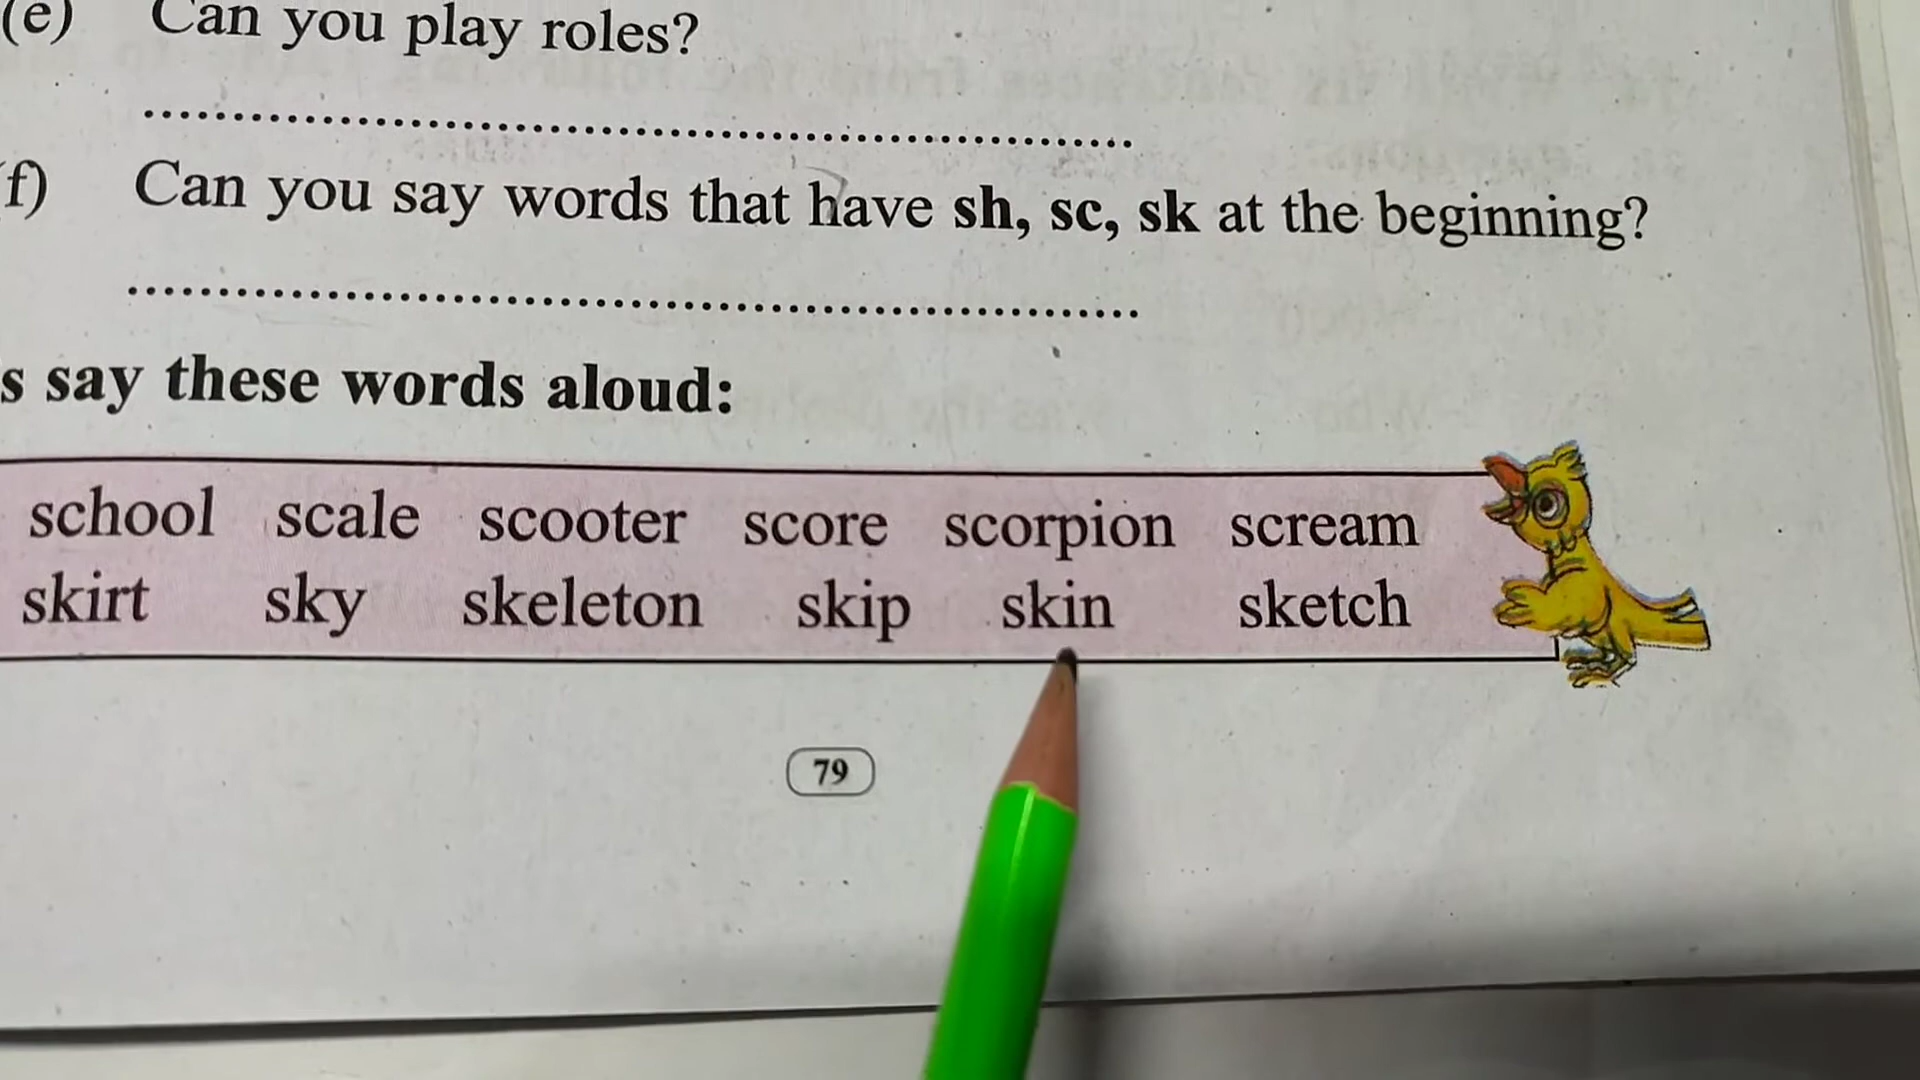 (e) Can you play roles?
f) Can you say words that have sh, sc, sk at the beginning?
s say these words aloud:
school scale scooter score scorpion scream
skirt sky skeleton skip skin sketch
79